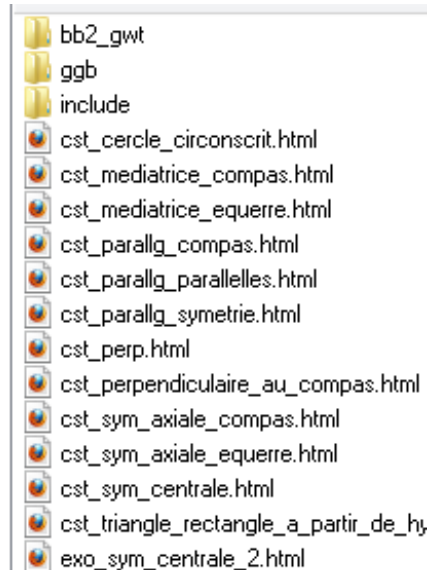 bb2_gwt
ggb
include
cst_cercle_circonscrit.html
cst_mediatrice_compas.html
cst_mediatrice_equerre.html
cst_parallg_compas.html
cst_parallg_parallelles.html
cst_parallg_symetrie.html
cst_perp.html
cst_perpendiculaire_au_compas.html
cst_sym_axiale_compas.html
cst_sym_axiale_equerre.html
cst_sym_centrale.html
cst_triangle_rectangle_a_partir_de_hy
exo_sym_centrale_2.html